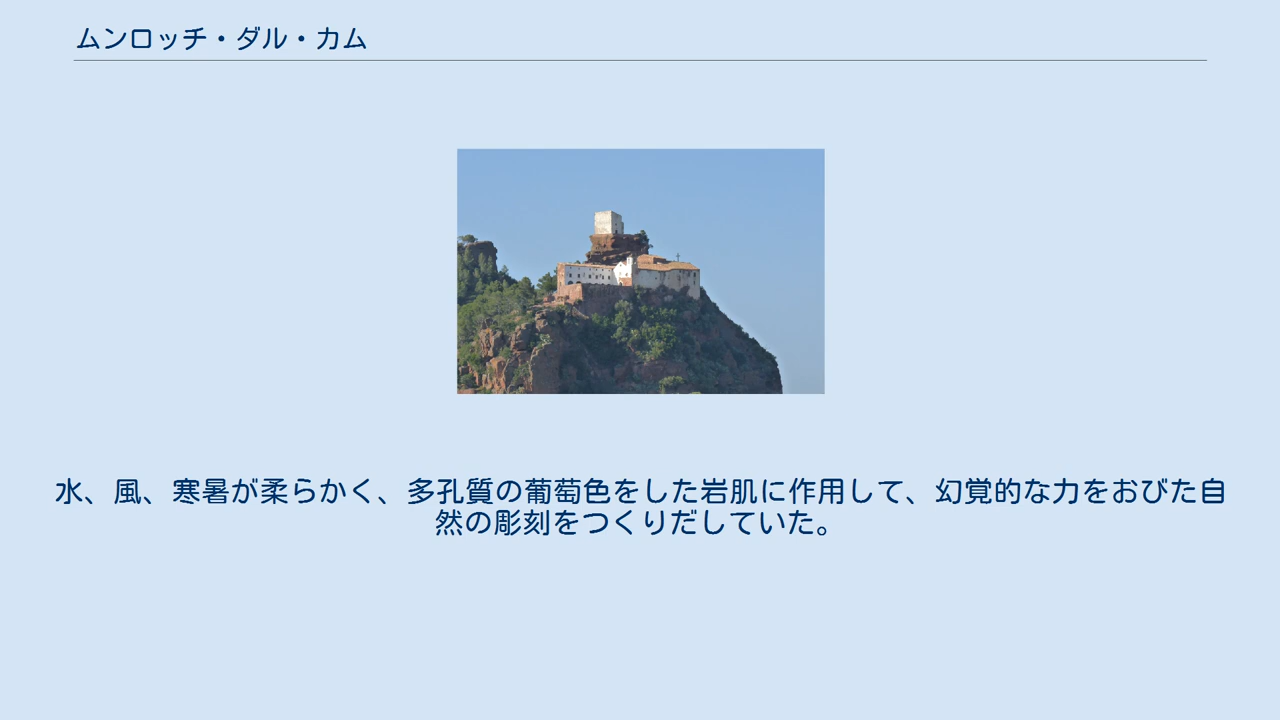 ムンロッチ・ダル・カム
水、風、寒暑が柔らかく、多孔質の葡萄色をした岩肌に作用して、幻覚的な力をおびた自
然の彫刻をつくりだしていた。